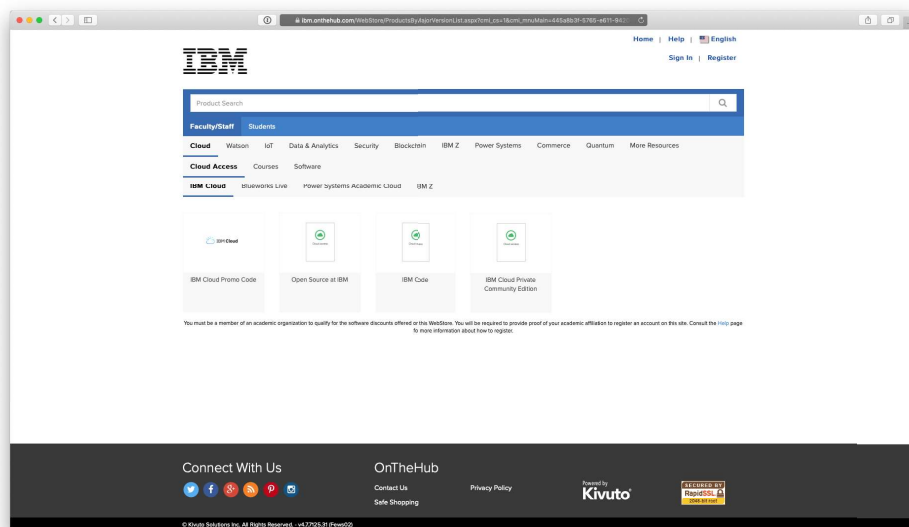 ibm.onthehub.com/WebStore/ProductsByMajorVersionList.aspx?cmi_cs=1&cmi_mnuMain=445a8b3f-5765-e611-942
Home | Help | English
IBM
Sign In | Register
Product Search
Faculty/Staff Students
Cloud Watson IoT Data & Analytics Security Blockchain IBM Z Power Systems Commerce Quantum More Resources
Cloud Access Courses Software
IBM Cloud Blueworks Live Power Systems Academic Cloud IBM Z
IBM Cloud
IBM Cloud Promo Code Open Source at IBM IBM Code IBM Cloud Private
Community Edition
You must be a member of an academic organization to qualify for the software discounts offered or this WebStore. You will be required to provide proof of your academic affiliation to register an account on this site. Consult the Help page
fo more information about how to register.
Connect With Us OnTheHub
Contact Us Privacy Policy
Safe Shopping
Powered by
Kivuto
SECURED BY
RapidSSL
2048-bit root
© Kivuto Solutions Inc. All Rights Reserved. - v4.7.7125.31 (Fews02)